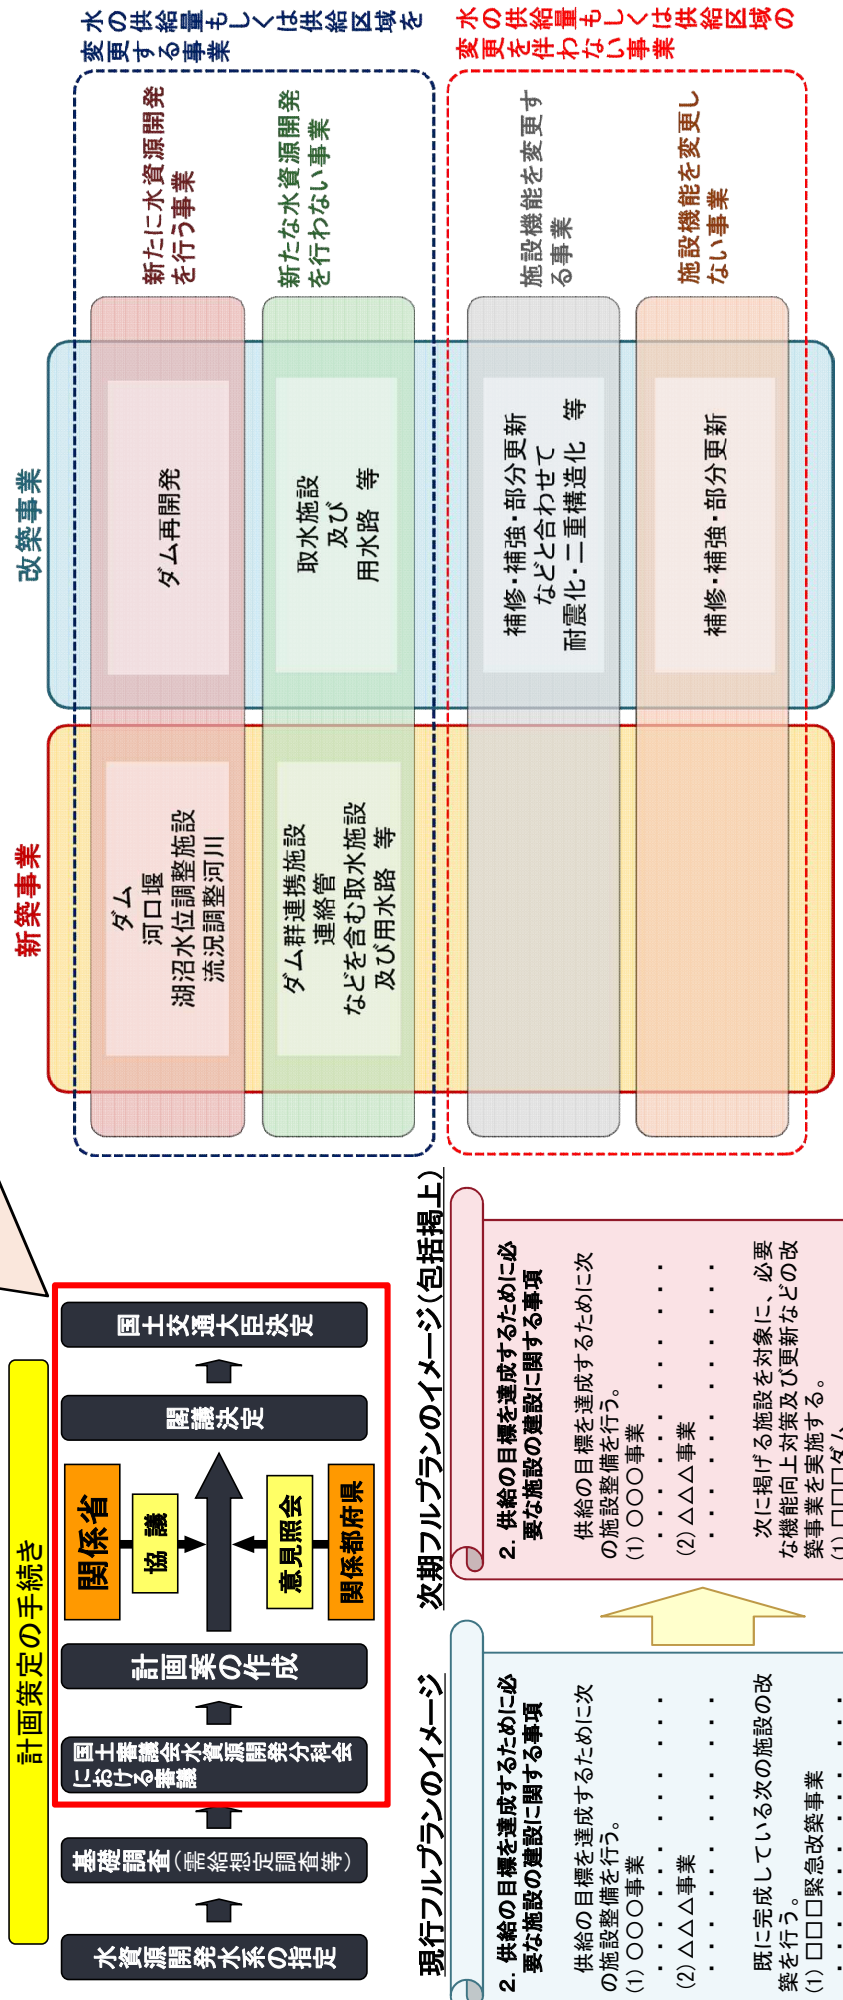 計画策定の手続き
水資源開発水系の指定
基礎調査(需給想定調査等)
国土審議会水資源開発分科会
における審議
計画案の作成
関係省
協 議
意見照会
関係都府県
閣議決定
国土交通大臣決定
現行フルプランのイメージ
2. 供給の目標を達成するために必
要な施設の建設に関する事項
供給の目標を達成するために次
の施設整備を行う。
(1) ○○○事業
・・・・・・・・・・・
(2) △△△事業
・・・・・・・・・・・
既に完成している次の施設の改
築を行う。
(1) □□□緊急改築事業
次期フルプランのイメージ(包括掲上)
2. 供給の目標を達成するために必
要な施設の建設に関する事項
供給の目標を達成するために次
の施設整備を行う。
(1) ○○○事業
・・・・・・・・・・・
(2) △△△事業
・・・・・・・・・・・
次に掲げる施設を対象に、必要
な機能向上対策及び更新などの改
築事業を実施する。
(1) □□□ダム
新築事業
改築事業
ダム
河口堰
湖沼水位調整施設
流況調整河川
ダム再開発
新たに水資源開発
を行う事業
水の供給量もしくは供給区域を
変更する事業
ダム群連携施設
連絡管
などを含む取水施設
及び用水路 等
取水施設
及び
用水路 等
新たな水資源開発
を行わない事業
補修・補強・部分更新
などと合わせて
耐震化・二重構造化 等
施設機能を変更す
る事業
水の供給量もしくは供給区域の
変更を伴わない事業
補修・補強・部分更新
施設機能を変更し
ない事業